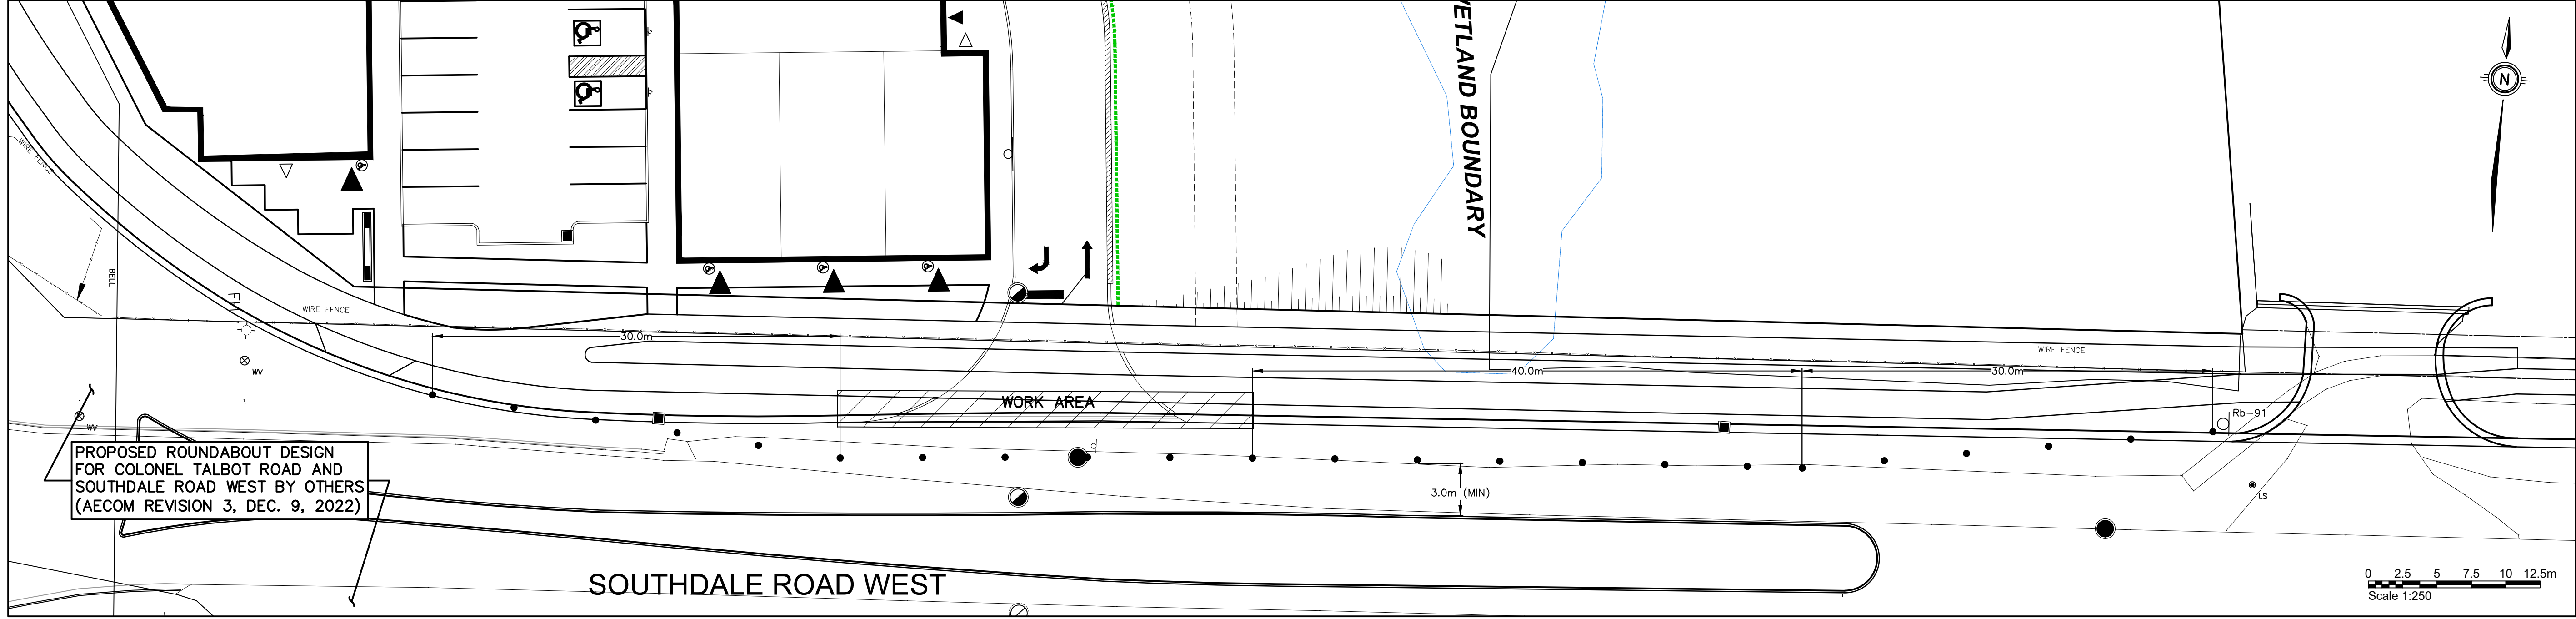 WETLAND BOUNDARY
N
WIRE FENCE
BELL
FH
WIRE FENCE
WV
WV
30.0m
WORK AREA
40.0m
30.0m
WIRE FENCE
Rb-91
d
3.0m (MIN)
LS
PROPOSED ROUNDABOUT DESIGN
FOR COLONEL TALBOT ROAD AND
SOUTHDALE ROAD WEST BY OTHERS
(AECOM REVISION 3, DEC. 9, 2022)
SOUTHDALE ROAD WEST
0 2.5 5 7.5 10 12.5m
Scale 1:250